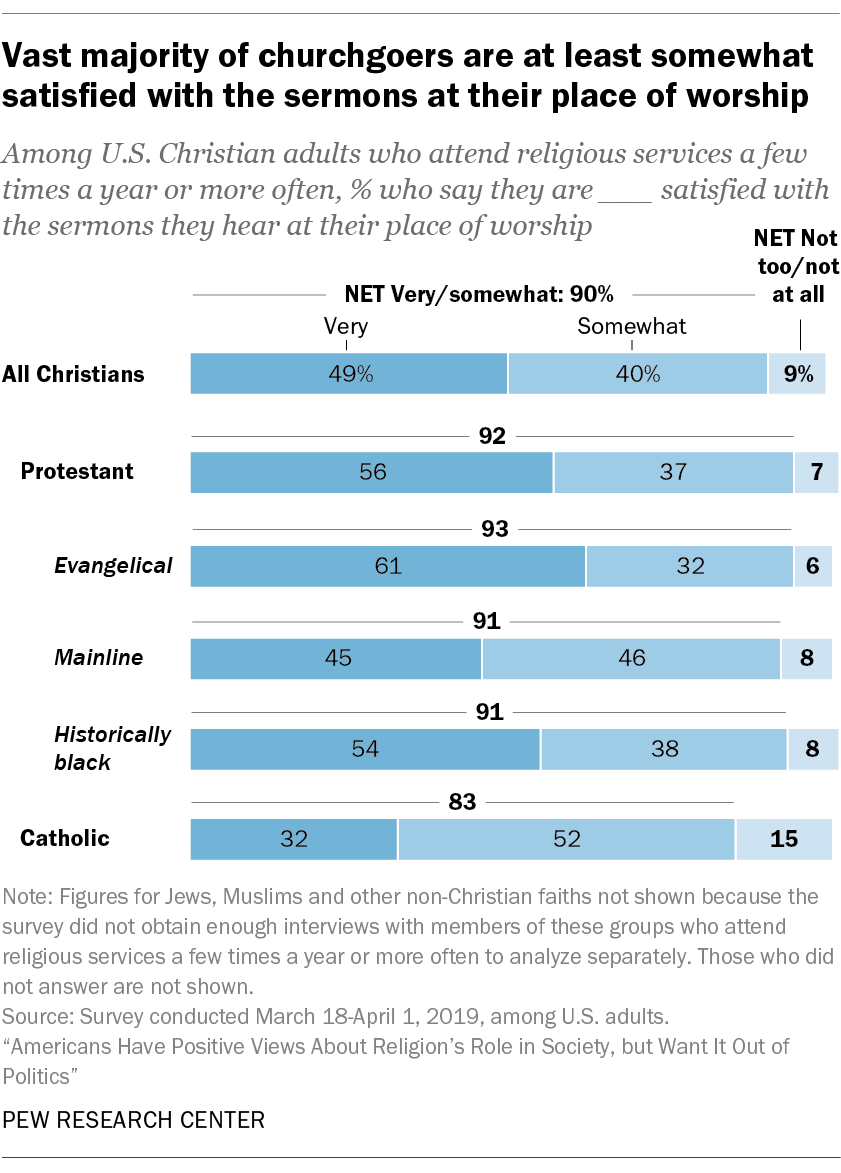 Vast majority of churchgoers are at least somewhat
satisfied with the sermons at their place of worship
Among U.S. Christian adults who attend religious services a few
times a year or more often, % who say they are ___ satisfied with
the sermons they hear at their place of worship
NET Not
too/not
at all
NET Very/somewhat: 90%
Very Somewhat
All Christians 49% 40% 9%
92
Protestant 56 37 7
93
Evangelical 61 32 6
91
Mainline 45 46 8
91
Historically
black 54 38 8
83
Catholic 32 52 15
Note: Figures for Jews, Muslims and other non-Christian faiths not shown because the
survey did not obtain enough interviews with members of these groups who attend
religious services a few times a year or more often to analyze separately. Those who did
not answer are not shown.
Source: Survey conducted March 18-April 1, 2019, among U.S. adults.
“Americans Have Positive Views About Religion’s Role in Society, but Want It Out of
Politics”
PEW RESEARCH CENTER